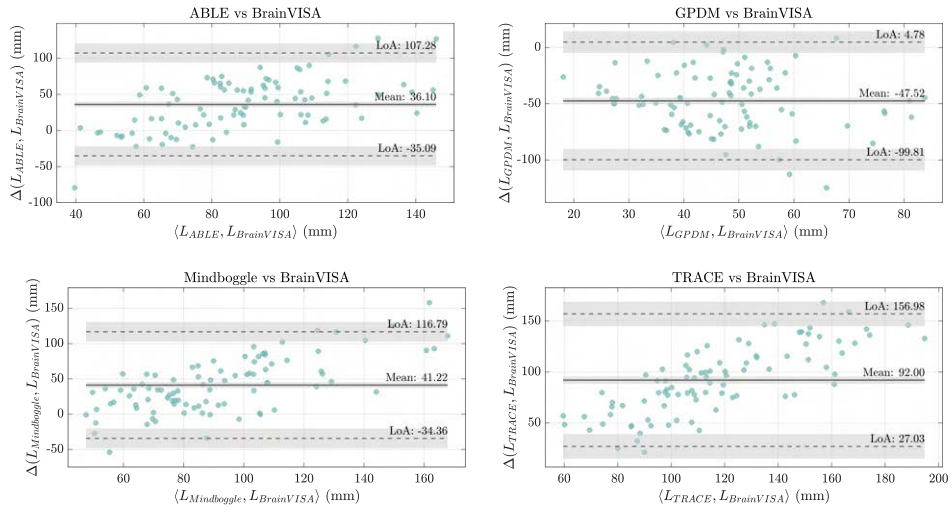 ABLE vs BrainVISA
Δ(L_ABLE, L_BrainVISA) (mm)
100
50
0
-50
-100
LoA: 107.28
Mean: 36.10
LoA: -35.09
40 60 80 100 120 140
⟨L_ABLE, L_BrainVISA⟩ (mm)
GPDM vs BrainVISA
Δ(L_GPDM, L_BrainVISA) (mm)
0
-50
-100
LoA: 4.78
Mean: -47.52
LoA: -99.81
20 30 40 50 60 70 80
⟨L_GPDM, L_BrainVISA⟩ (mm)
Mindboggle vs BrainVISA
Δ(L_Mindboggle, L_BrainVISA) (mm)
150
100
50
0
-50
LoA: 116.79
Mean: 41.22
LoA: -34.36
60 80 100 120 140 160
⟨L_Mindboggle, L_BrainVISA⟩ (mm)
TRACE vs BrainVISA
Δ(L_TRACE, L_BrainVISA) (mm)
150
100
50
LoA: 156.98
Mean: 92.00
LoA: 27.03
60 80 100 120 140 160 180 200
⟨L_TRACE, L_BrainVISA⟩ (mm)